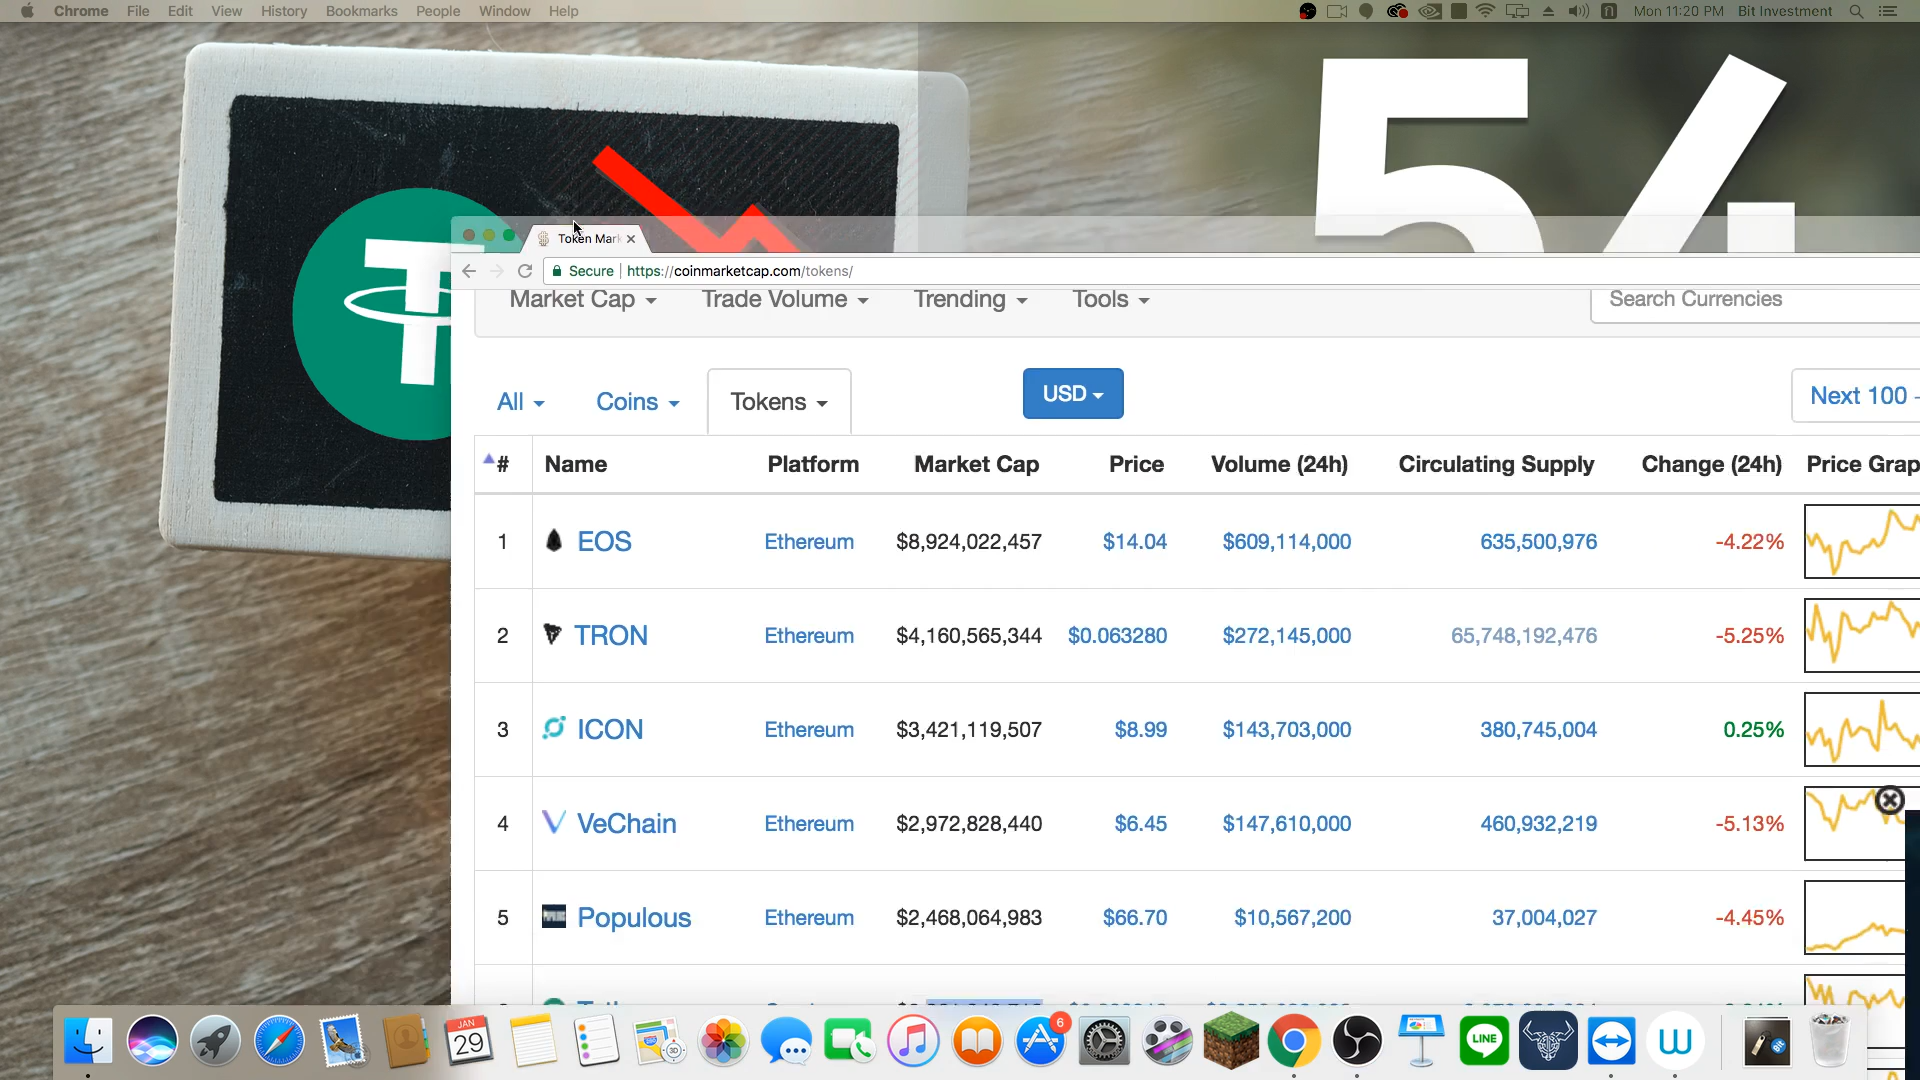 Chrome File Edit View History Bookmarks People Window Help Mon 11:20 PM Bit Investment
54
Token Mark
Secure https://coinmarketcap.com/tokens/
Market Cap Trade Volume Trending Tools Search Currencies
All Coins Tokens USD Next 100
# Name Platform Market Cap Price Volume (24h) Circulating Supply Change (24h) Price Grap
1 EOS Ethereum $8,924,022,457 $14.04 $609,114,000 635,500,976 -4.22%
2 TRON Ethereum $4,160,565,344 $0.063280 $272,145,000 65,748,192,476 -5.25%
3 ICON Ethereum $3,421,119,507 $8.99 $143,703,000 380,745,004 0.25%
4 VeChain Ethereum $2,972,828,440 $6.45 $147,610,000 460,932,219 -5.13%
5 Populous Ethereum $2,468,064,983 $66.70 $10,567,200 37,004,027 -4.45%
JAN
29
3D
6
LINE